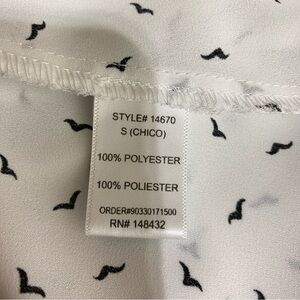 STYLE# 14670
S (CHICO)
100% POLYESTER
100% POLIESTER
ORDER#90330171500
RN# 148432